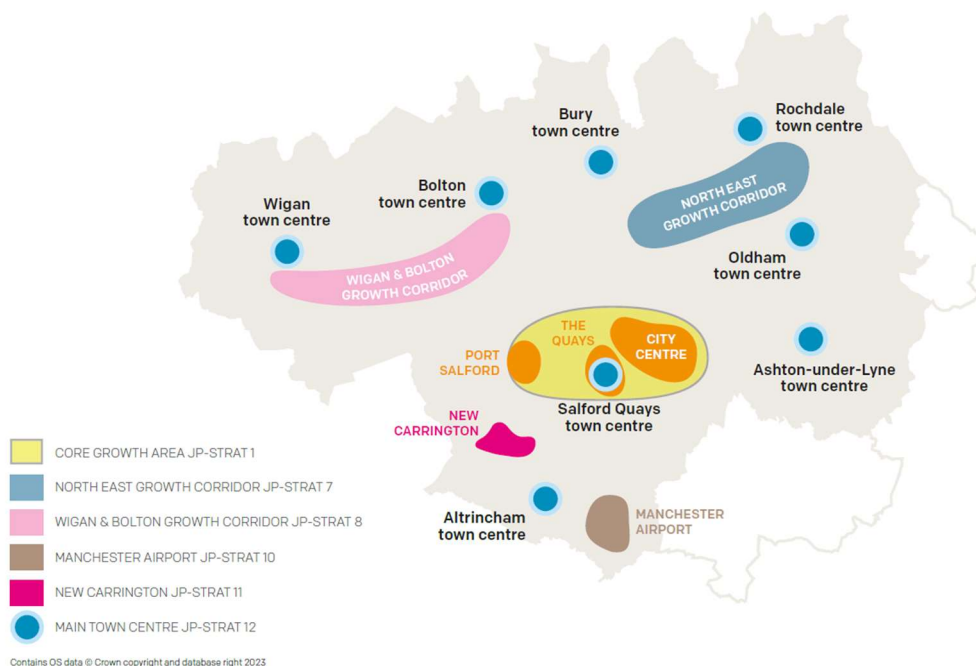 Bury
town centre
Rochdale
town centre
Bolton
town centre
NORTH EAST
GROWTH CORRIDOR
Wigan
town centre
Oldham
town centre
WIGAN & BOLTON
GROWTH CORRIDOR
THE
QUAYS
CITY
CENTRE
PORT
SALFORD
Ashton-under-Lyne
town centre
Salford Quays
town centre
NEW
CARRINGTON
Altrincham
town centre
MANCHESTER
AIRPORT
CORE GROWTH AREA JP-STRAT 1
NORTH EAST GROWTH CORRIDOR JP-STRAT 7
WIGAN & BOLTON GROWTH CORRIDOR JP-STRAT 8
MANCHESTER AIRPORT JP-STRAT 10
NEW CARRINGTON JP-STRAT 11
MAIN TOWN CENTRE JP-STRAT 12
Contains OS data © Crown copyright and database right 2023